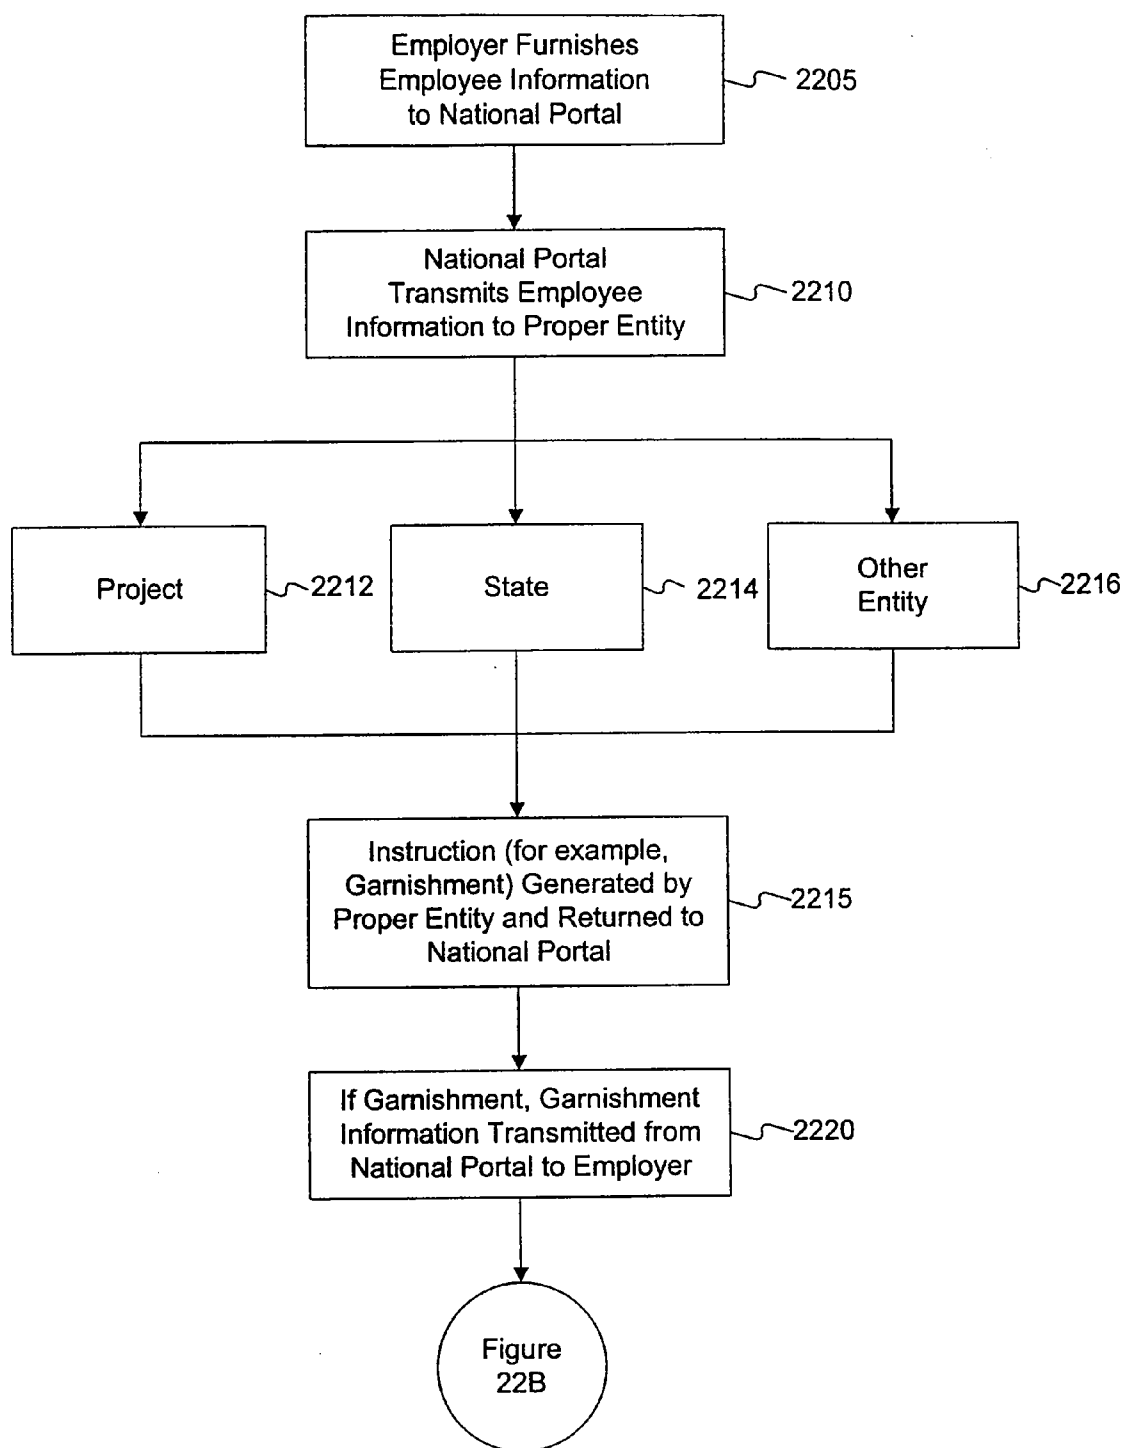 Employer Furnishes
Employee Information
to National Portal
2205
National Portal
Transmits Employee
Information to Proper Entity
2210
Project
2212
State
2214
Other
Entity
2216
Instruction (for example,
Garnishment) Generated by
Proper Entity and Returned to
National Portal
2215
If Garnishment, Garnishment
Information Transmitted from
National Portal to Employer
2220
Figure
22B